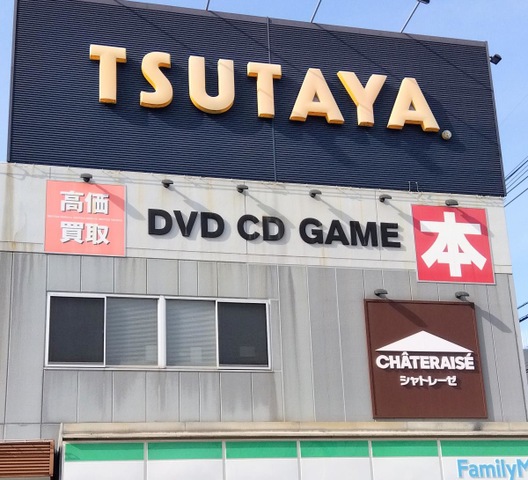 TSUTAYA
高価
買取
DVD CD GAME
本
CHÂTERAISÉ
シャトレーゼ
FamilyM